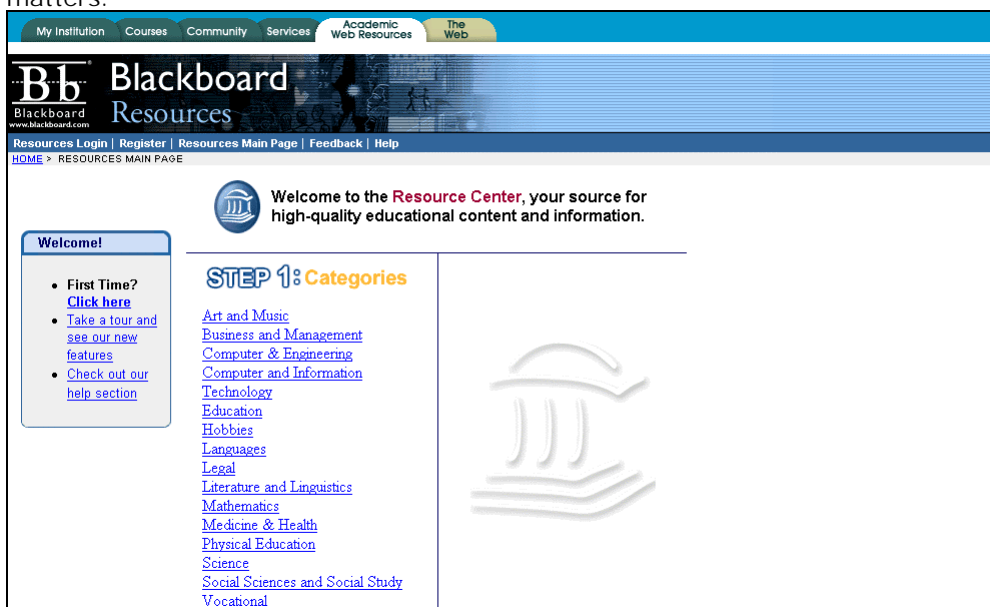 matters.
My Institution Courses Community Services Academic Web Resources The Web
Bb
Blackboard
www.blackboard.com
Blackboard
Resources
Resources Login | Register | Resources Main Page | Feedback | Help
HOME > RESOURCES MAIN PAGE
Welcome to the Resource Center, your source for
high-quality educational content and information.
Welcome!
• First Time?
Click here
• Take a tour and
see our new
features
• Check out our
help section
STEP 1: Categories
Art and Music
Business and Management
Computer & Engineering
Computer and Information
Technology
Education
Hobbies
Languages
Legal
Literature and Linguistics
Mathematics
Medicine & Health
Physical Education
Science
Social Sciences and Social Study
Vocational